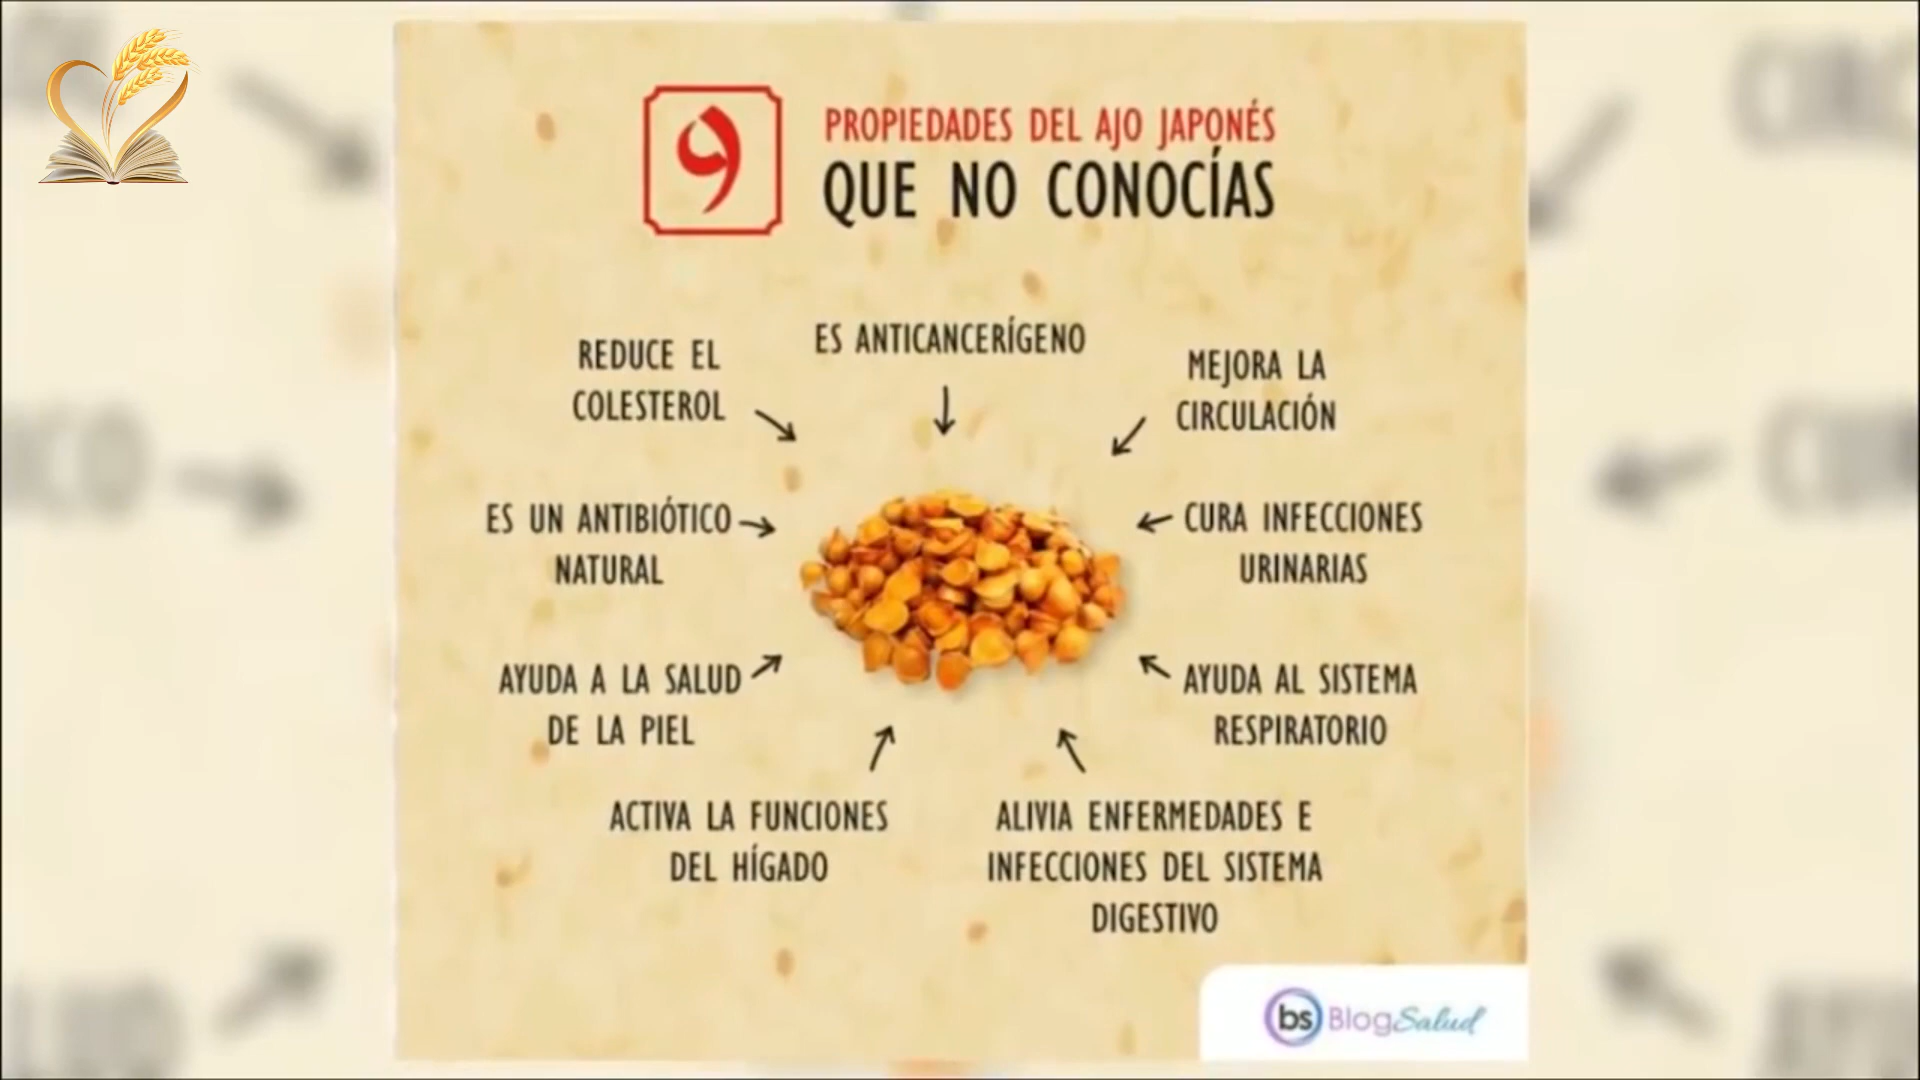 9
PROPIEDADES DEL AJO JAPONÉS
QUE NO CONOCÍAS
ES ANTICANCERÍGENO
REDUCE EL
COLESTEROL
MEJORA LA
CIRCULACIÓN
ES UN ANTIBIÓTICO
NATURAL
CURA INFECCIONES
URINARIAS
AYUDA A LA SALUD
DE LA PIEL
AYUDA AL SISTEMA
RESPIRATORIO
ACTIVA LA FUNCIONES
DEL HÍGADO
ALIVIA ENFERMEDADES E
INFECCIONES DEL SISTEMA
DIGESTIVO
bs BlogSalud